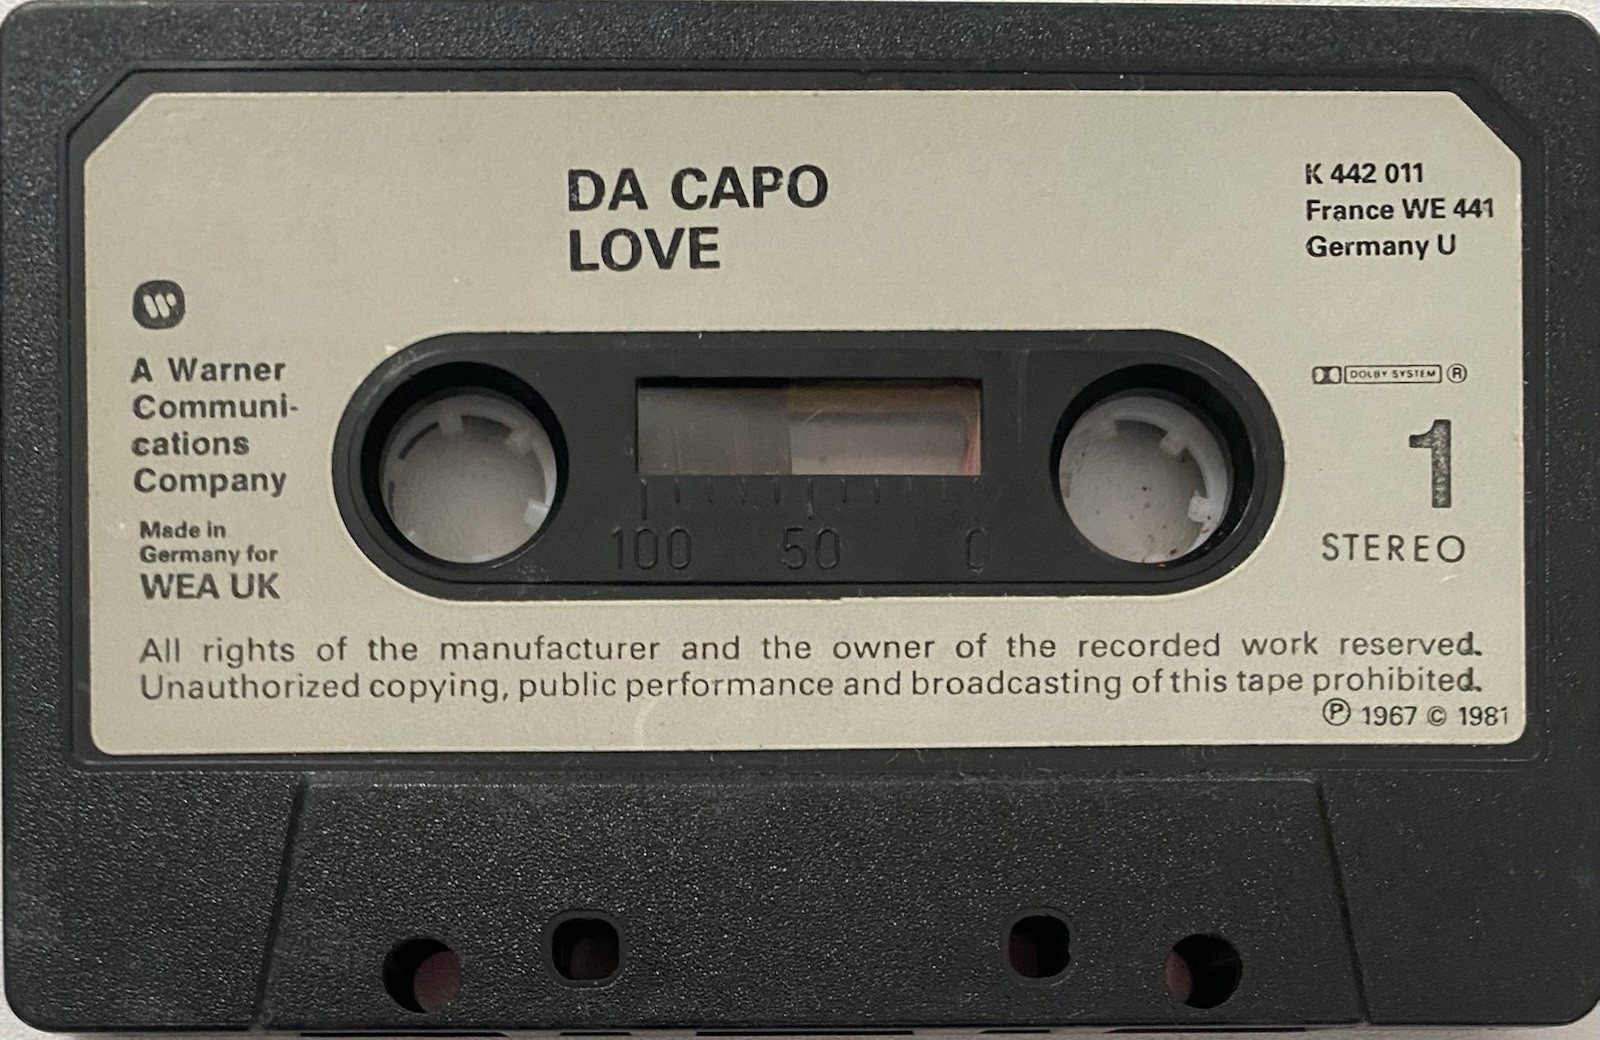 DA CAPO
LOVE
K 442 011
France WE 441
Germany U
W
A Warner
Communi-
cations
Company
Made in
Germany for
WEA UK
DOLBY SYSTEM ®
1
STEREO
100 50 0
All rights of the manufacturer and the owner of the recorded work reserved.
Unauthorized copying, public performance and broadcasting of this tape prohibited.
℗ 1967 © 1981